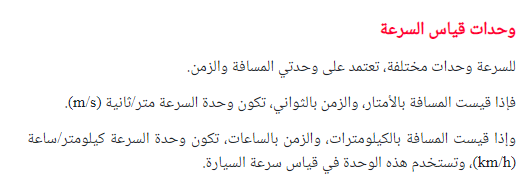 وحدات قياس السرعة
للسرعة وحدات مختلفة، تعتمد على وحدتي المسافة والزمن.
فإذا قيست المسافة بالأمتار، والزمن بالثواني، تكون وحدة السرعة متر/ثانية (m/s).
وإذا قيست المسافة بالكيلومترات، والزمن بالساعات، تكون وحدة السرعة كيلومتر/ساعة
(km/h)، وتستخدم هذه الوحدة في قياس سرعة السيارة.